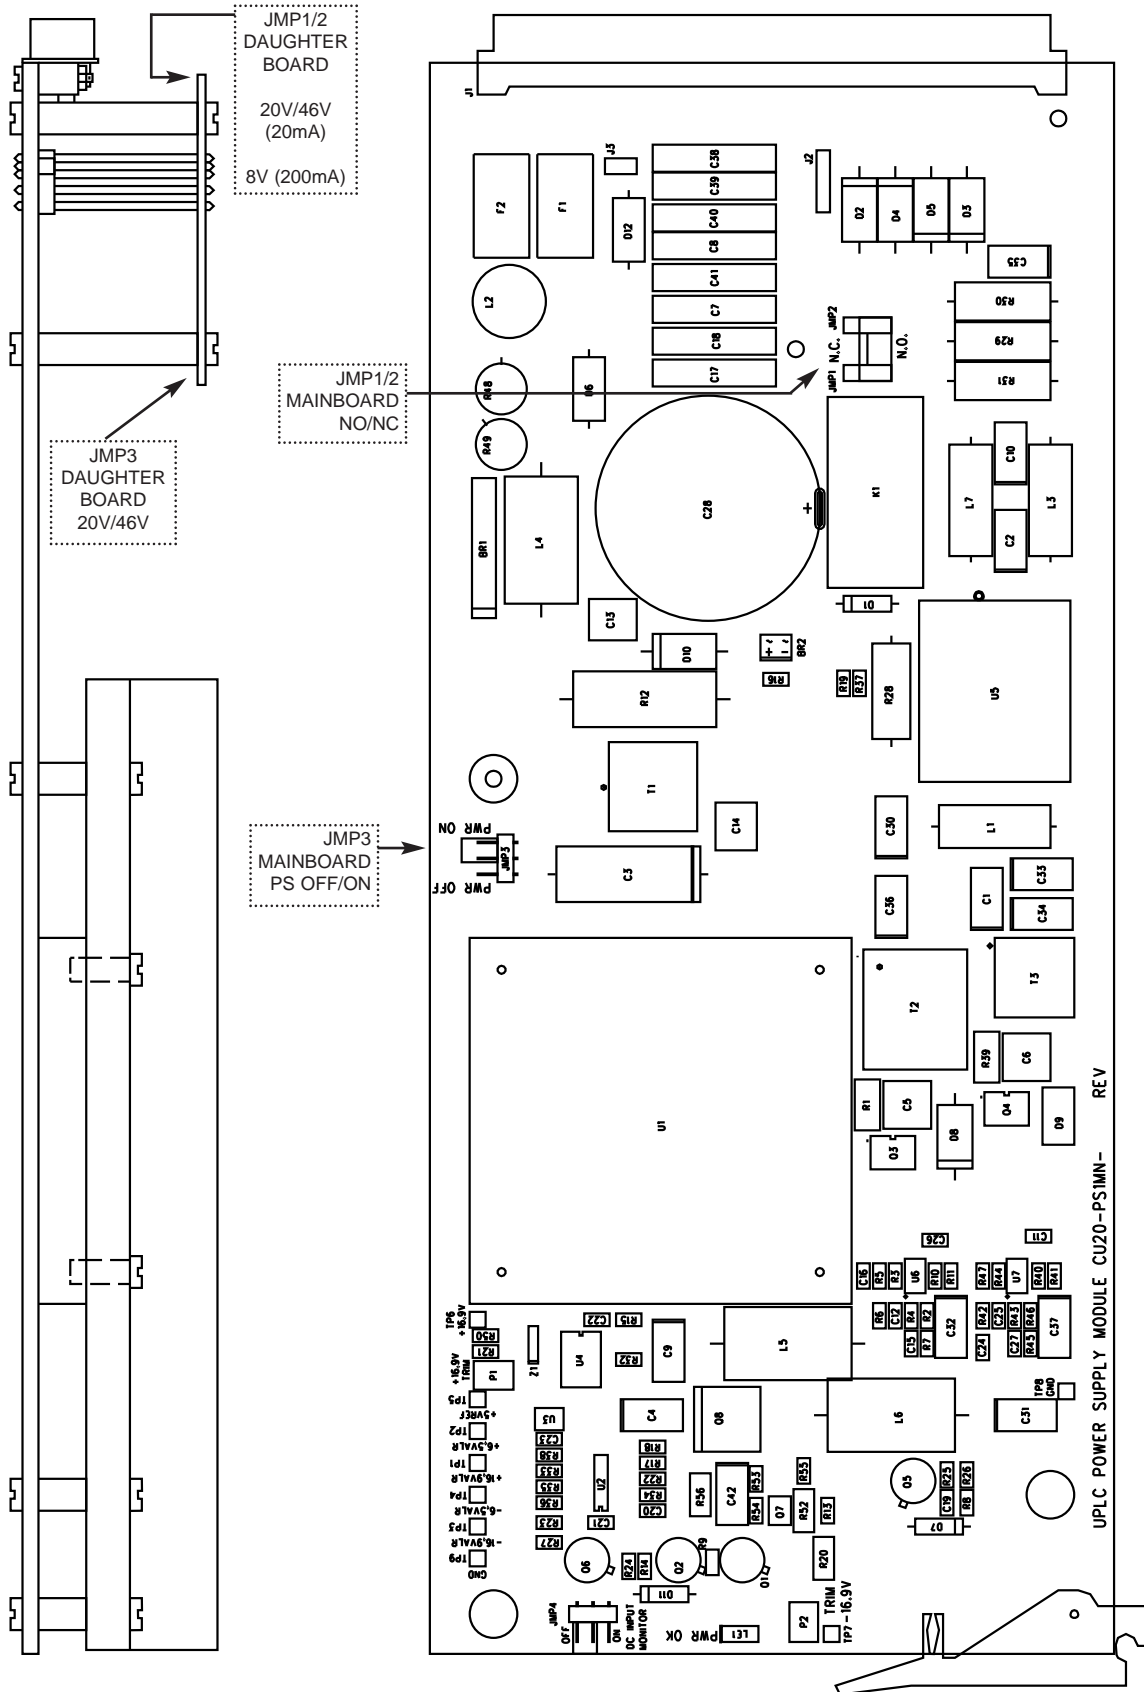 JMP1/2
DAUGHTER
BOARD
20V/46V
(20mA)
8V (200mA)
JMP3
DAUGHTER
BOARD
20V/46V
JMP1/2
MAINBOARD
NO/NC
JMP3
MAINBOARD
PS OFF/ON
J1
J3
J2
F2
F1
D12
C38
C39
C40
C8
C41
C7
C18
C17
D2
D4
D5
D3
C35
R30
R29
R31
L2
R48
R49
D6
JMP1
N.C.
JMP2
N.O.
K1
C28
+
BR1
L4
L7
C10
C2
L3
C13
D1
D10
BR2
R16
R12
R19
R37
R28
U5
T1
C14
C30
L1
PWR ON
JMP3
PWR OFF
C3
C36
C1
C33
C34
U1
T2
T3
R39
C6
R1
C5
Q4
D9
Q3
D8
C26
C11
C16
R5
R3
U6
R10
R11
R47
R44
U7
R40
R41
R6
C12
R4
R2
C32
R42
C25
R43
R46
C37
C15
R7
C24
C27
R45
TP6
+16.9V
R50
R21
+16.9V
TRIM
P1
Z1
C22
R15
U4
R32
C9
L5
TP8
GND
TP5
+5VREF
TP2
+6.5VALR
TP1
+16.9VALR
TP4
-6.5VALR
TP3
-16.9VALR
TP9
GND
U3
C23
R38
R33
R35
R36
R23
R27
C4
Q8
L6
C31
R18
R17
R22
R34
C20
U2
C21
R56
C42
R53
R54
R55
Q7
R52
R13
Q5
R25
R26
C19
R8
D7
Q6
R24
R14
Q2
R9
Q1
R20
D11
JMP4
OFF
ON
DC INPUT
MONITOR
PWR OK
LE1
P2
TRIM
TP7 -16.9V
UPLC POWER SUPPLY MODULE CU20-PS1MN- REV